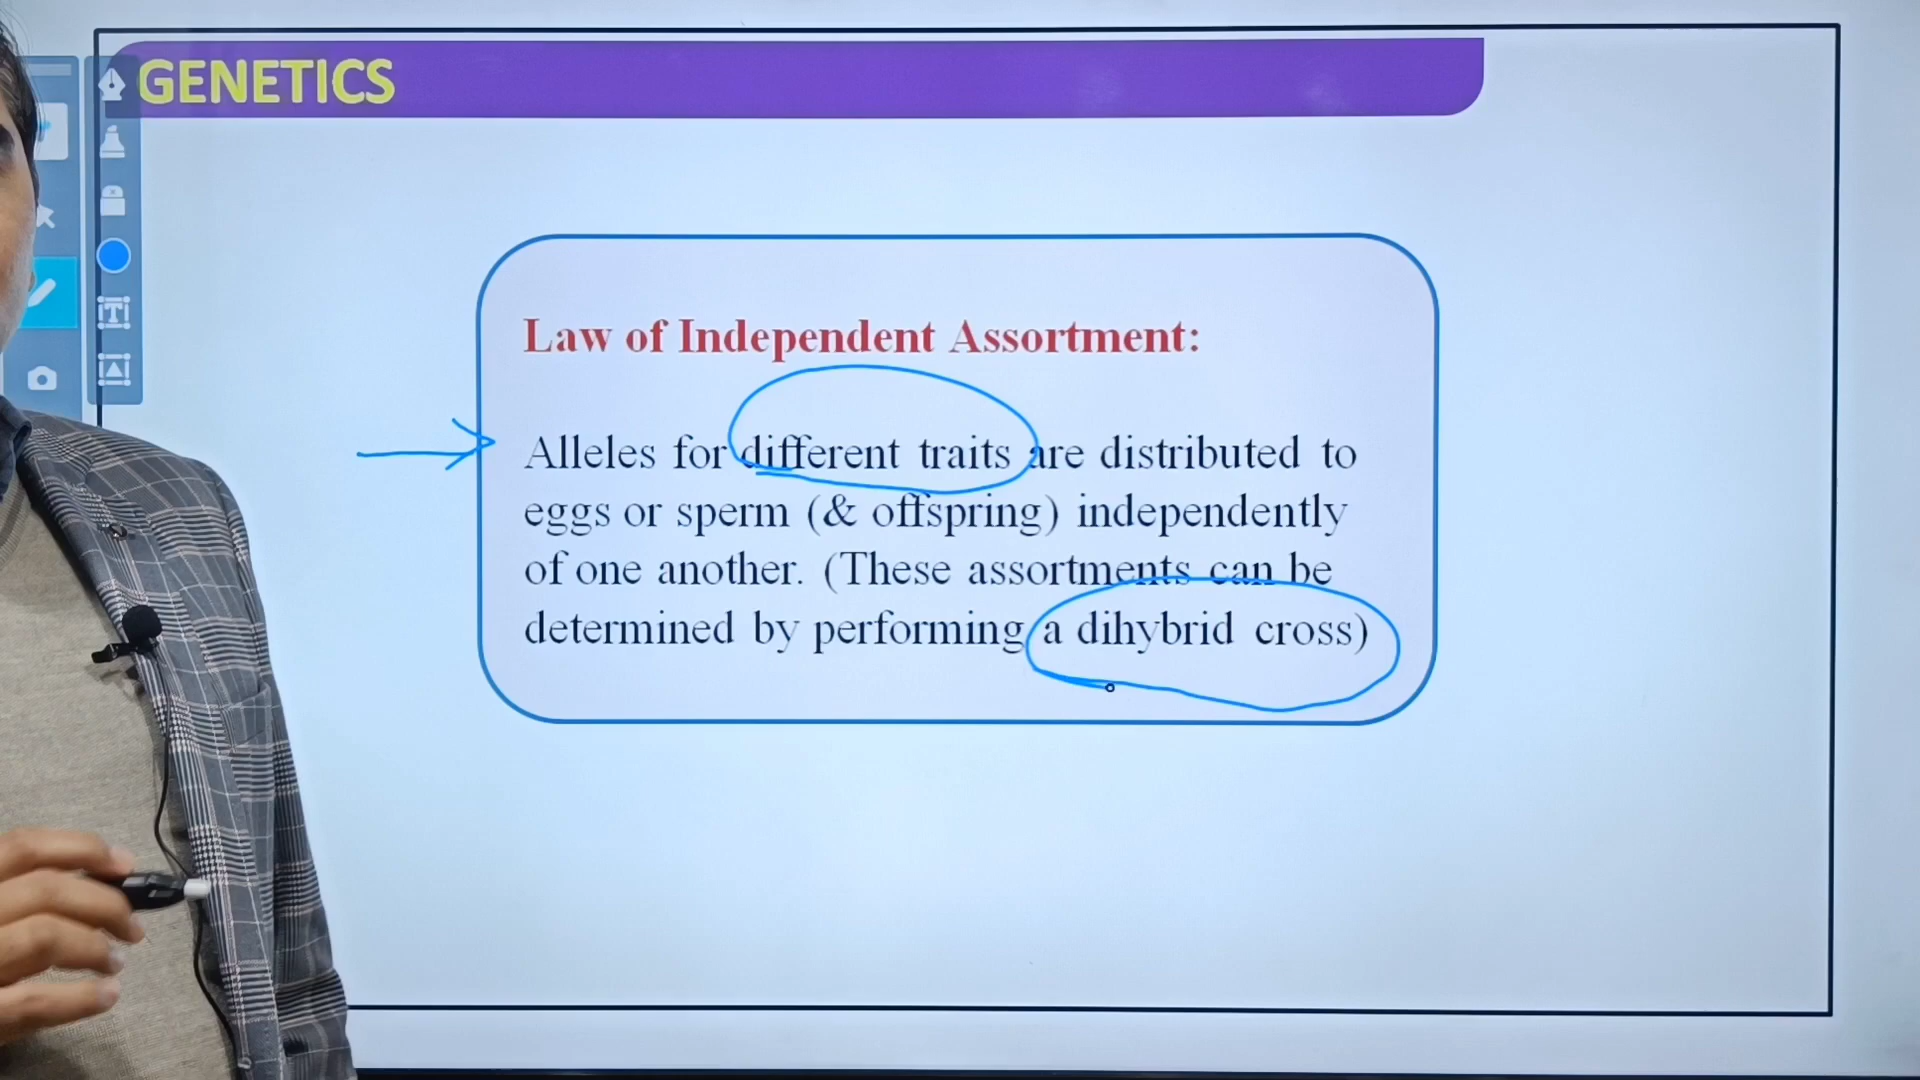 GENETICS
Law of Independent Assortment:
Alleles for different traits are distributed to
eggs or sperm (& offspring) independently
of one another. (These assortments can be
determined by performing a dihybrid cross)